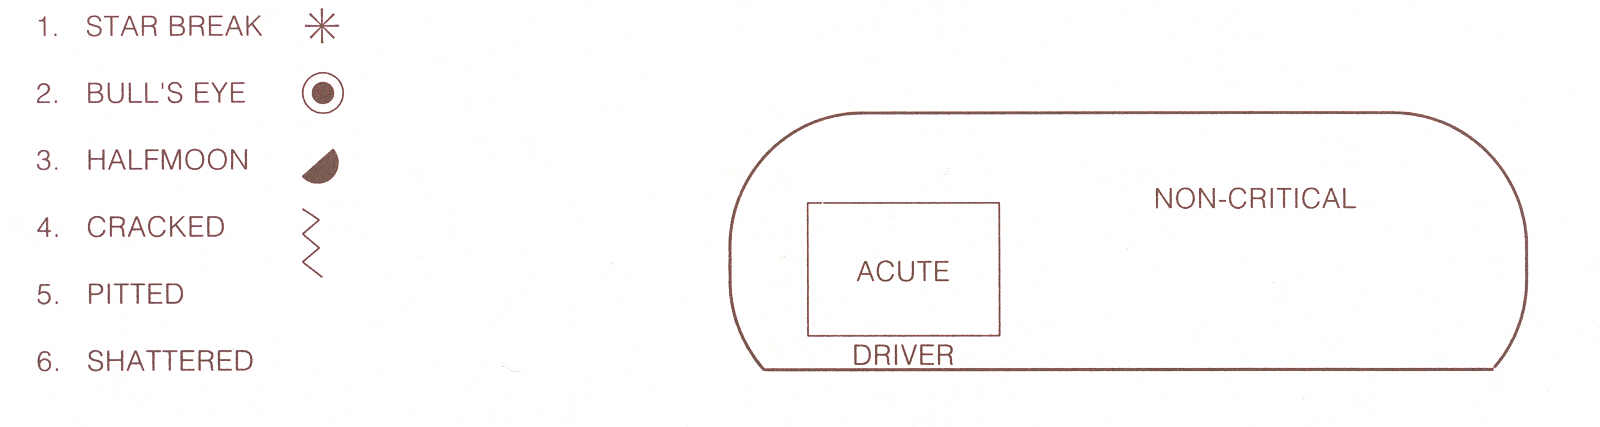 1. STAR BREAK
2. BULL'S EYE
3. HALFMOON
4. CRACKED
5. PITTED
6. SHATTERED
NON-CRITICAL
ACUTE
DRIVER